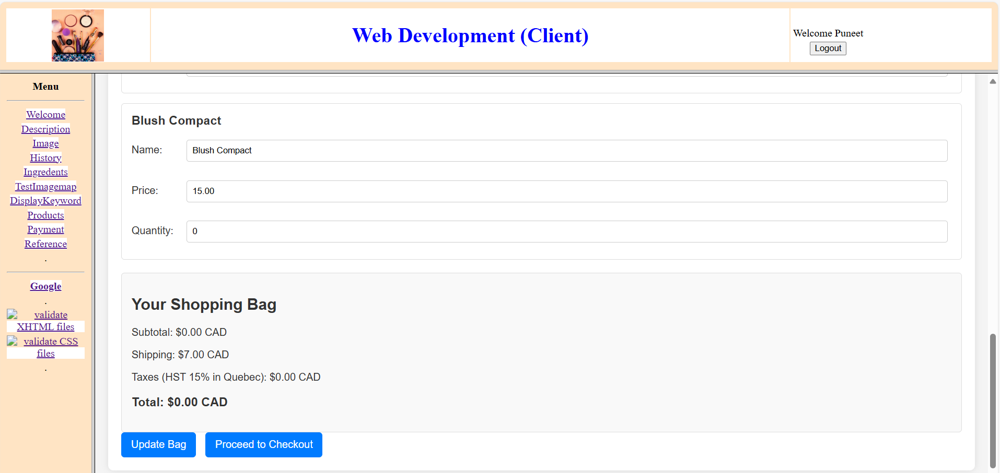 Web Development (Client)
Welcome Puneet
Logout
Menu
Welcome
Description
Image
History
Ingredents
TestImagemap
DisplayKeyword
Products
Payment
Reference
.
Google
.
validate
XHTML files
validate CSS
files
.
Blush Compact
Name:
Blush Compact
Price:
15.00
Quantity:
0
Your Shopping Bag
Subtotal: $0.00 CAD
Shipping: $7.00 CAD
Taxes (HST 15% in Quebec): $0.00 CAD
Total: $0.00 CAD
Update Bag
Proceed to Checkout